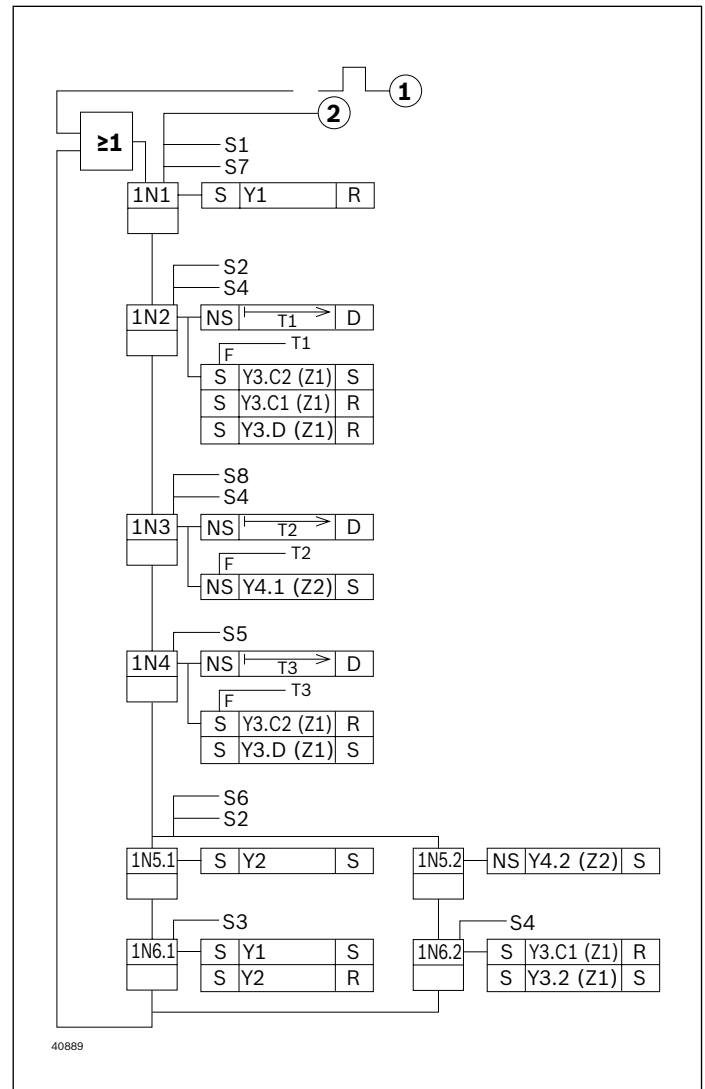 1
2
≥1
S1
S7
1N1 S Y1 R
S2
S4
1N2 NS T1 D
T1
F
S Y3.C2 (Z1) S
S Y3.C1 (Z1) R
S Y3.D (Z1) R
S8
S4
1N3 NS T2 D
T2
F
NS Y4.1 (Z2) S
S5
1N4 NS T3 D
T3
F
S Y3.C2 (Z1) R
S Y3.D (Z1) S
S6
S2
1N5.1 S Y2 S 1N5.2 NS Y4.2 (Z2) S
S3 S4
1N6.1 S Y1 S 1N6.2 S Y3.C1 (Z1) R
S Y2 R S Y3.2 (Z1) S
40889